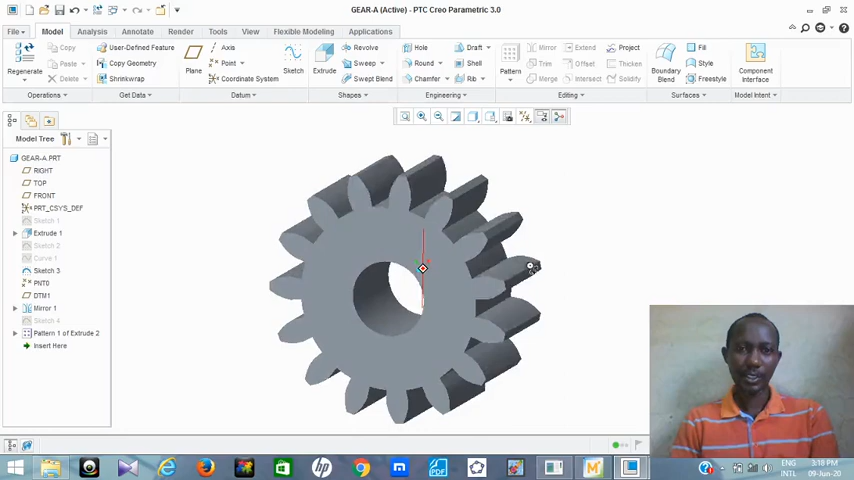 GEAR-A (Active) - PTC Creo Parametric 3.0
File Model Analysis Annotate Render Tools View Flexible Modeling Applications
Regenerate Copy Paste Delete User-Defined Feature Copy Geometry Shrinkwrap Plane Axis Point Coordinate System Sketch Extrude Revolve Sweep Swept Blend Hole Round Chamfer Draft Shell Rib Pattern Mirror Trim Merge Extend Offset Intersect Project Thicken Solidify Boundary Blend Fill Style Freestyle Component Interface
Operations Get Data Datum Shapes Engineering Editing Surfaces Model Intent
Model Tree
GEAR-A.PRT
RIGHT
TOP
FRONT
PRT_CSYS_DEF
Sketch 1
Extrude 1
Sketch 2
Curve 1
Sketch 3
PNT0
DTM1
Mirror 1
Sketch 4
Pattern 1 of Extrude 2
Insert Here
hp
PDF
ENG
INTL
3:18 PM
09-Jun-20